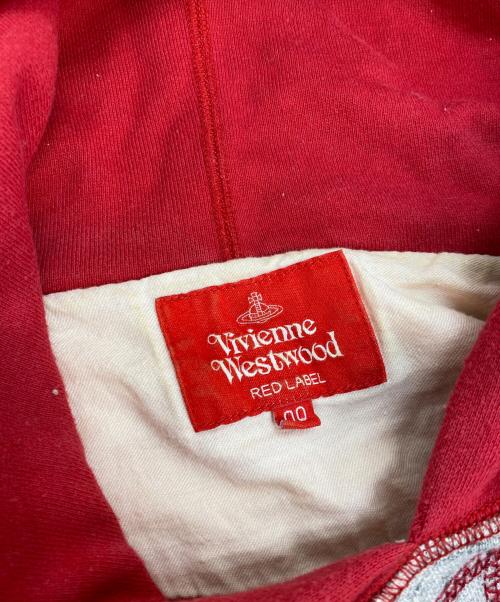 Vivienne
Westwood
RED LABEL
00